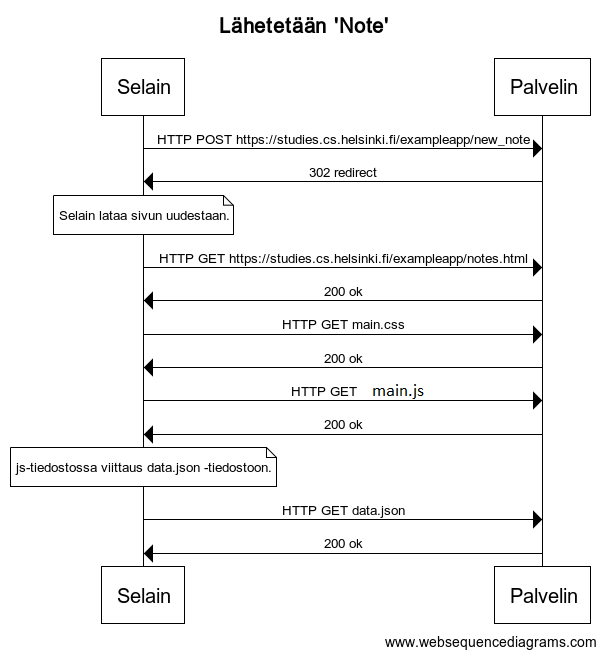 Lähetetään 'Note'
Selain
Palvelin
HTTP POST https://studies.cs.helsinki.fi/exampleapp/new_note
302 redirect
Selain lataa sivun uudestaan.
HTTP GET https://studies.cs.helsinki.fi/exampleapp/notes.html
200 ok
HTTP GET main.css
200 ok
HTTP GET main.js
200 ok
js-tiedostossa viittaus data.json -tiedostoon.
HTTP GET data.json
200 ok
Selain
Palvelin
www.websequencediagrams.com